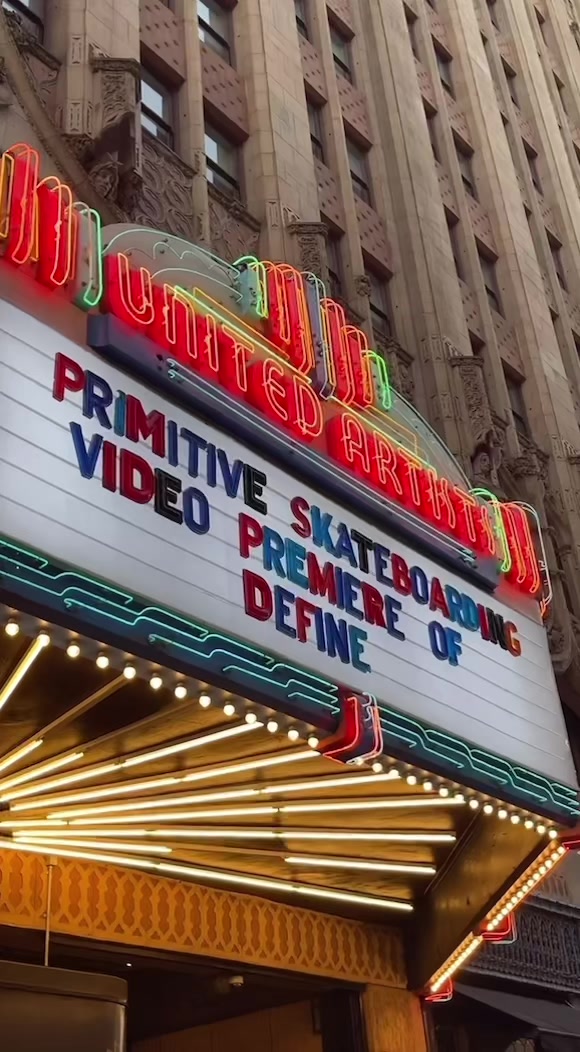 UNITED ARTISTS
PRIMITIVE SKATEBOARDING
VIDEO PREMIERE OF
DEFINE